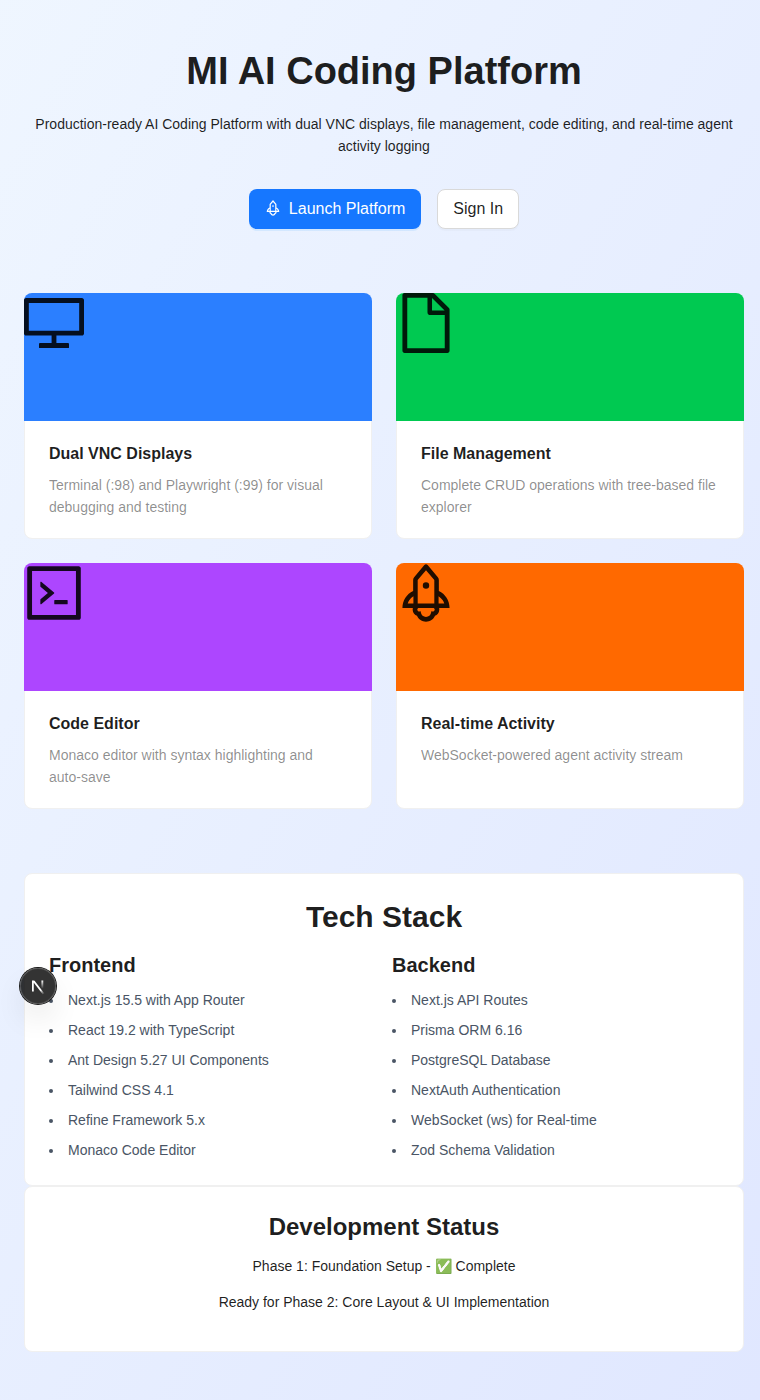 MI AI Coding Platform
Production-ready AI Coding Platform with dual VNC displays, file management, code editing, and real-time agent
activity logging
Launch Platform
Sign In
Dual VNC Displays
Terminal (:98) and Playwright (:99) for visual
debugging and testing
File Management
Complete CRUD operations with tree-based file
explorer
Code Editor
Monaco editor with syntax highlighting and
auto-save
Real-time Activity
WebSocket-powered agent activity stream
Tech Stack
Frontend
• Next.js 15.5 with App Router
• React 19.2 with TypeScript
• Ant Design 5.27 UI Components
• Tailwind CSS 4.1
• Refine Framework 5.x
• Monaco Code Editor
Backend
• Next.js API Routes
• Prisma ORM 6.16
• PostgreSQL Database
• NextAuth Authentication
• WebSocket (ws) for Real-time
• Zod Schema Validation
N
Development Status
Phase 1: Foundation Setup - ✅ Complete
Ready for Phase 2: Core Layout & UI Implementation